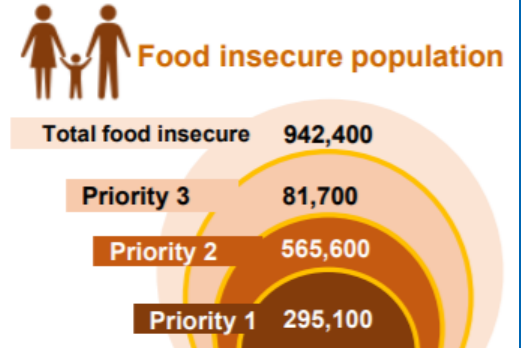 Food insecure population
Total food insecure 942,400
Priority 3 81,700
Priority 2 565,600
Priority 1 295,100